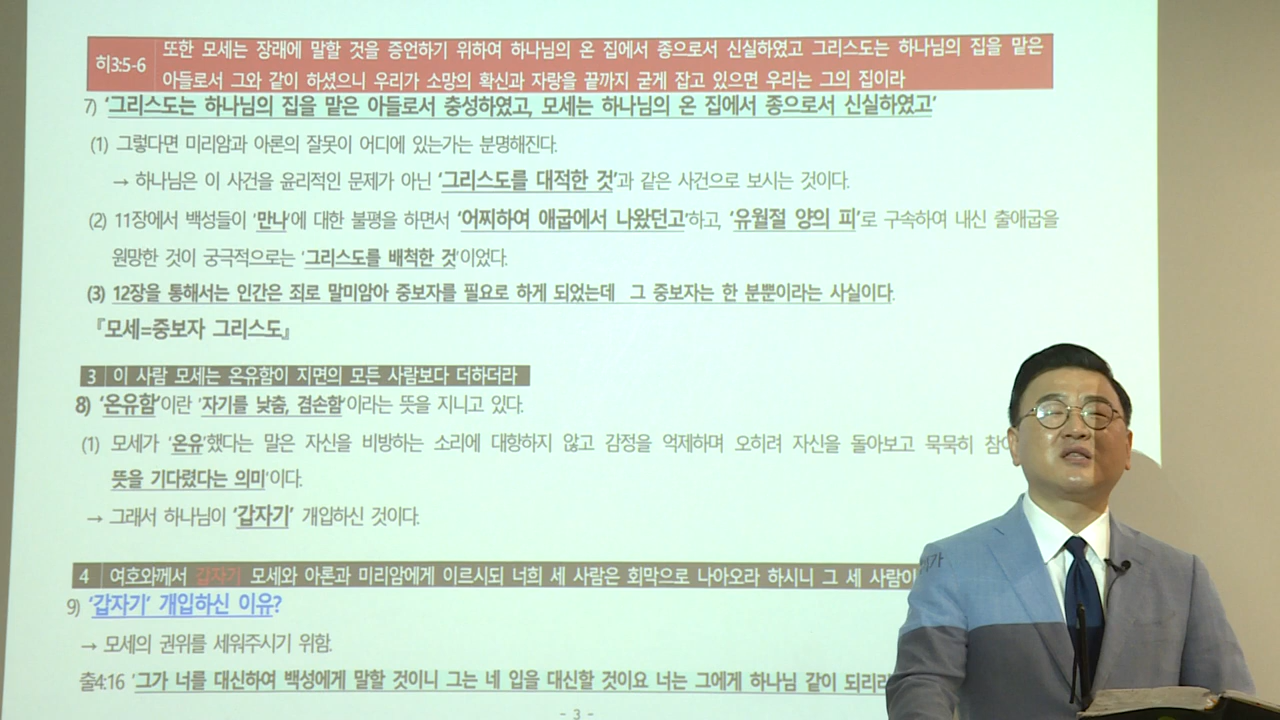 히3:5-6 또한 모세는 장래에 말할 것을 증언하기 위하여 하나님의 온 집에서 종으로서 신실하였고 그리스도는 하나님의 집을 맡은
아들로서 그와 같이 하셨으니 우리가 소망의 확신과 자랑을 끝까지 굳게 잡고 있으면 우리는 그의 집이라
7) '그리스도는 하나님의 집을 맡은 아들로서 충성하였고, 모세는 하나님의 온 집에서 종으로서 신실하였고'
(1) 그렇다면 미리암과 아론의 잘못이 어디에 있는가는 분명해진다.
→ 하나님은 이 사건을 윤리적인 문제가 아닌 '그리스도를 대적한 것'과 같은 사건으로 보시는 것이다.
(2) 11장에서 백성들이 '만나'에 대한 불평을 하면서 '어찌하여 애굽에서 나왔던고'하고, '유월절 양의 피'로 구속하여 내신 출애굽을
원망한 것이 궁극적으로는 '그리스도를 배척한 것'이었다.
(3) 12장을 통해서는 인간은 죄로 말미암아 중보자를 필요로 하게 되었는데 그 중보자는 한 분뿐이라는 사실이다.
『모세=중보자 그리스도』
3 이 사람 모세는 온유함이 지면의 모든 사람보다 더하더라
8) '온유함'이란 '자기를 낮춤, 겸손함'이라는 뜻을 지니고 있다.
(1) 모세가 '온유'했다는 말은 자신을 비방하는 소리에 대항하지 않고 감정을 억제하며 오히려 자신을 돌아보고 묵묵히
뜻을 기다렸다는 의미'이다.
→ 그래서 하나님이 '갑자기' 개입하신 것이다.
4 여호와께서 갑자기 모세와 아론과 미리암에게 이르시되 너희 세 사람은 회막으로 나아오라 하시니 그 세 사람이
9) '갑자기' 개입하신 이유?
→ 모세의 권위를 세워주시기 위함.
출4:16 '그가 너를 대신하여 백성에게 말할 것이니 그는 네 입을 대신할 것이요 너는 그에게 하나님 같이 되리라
- 3 -